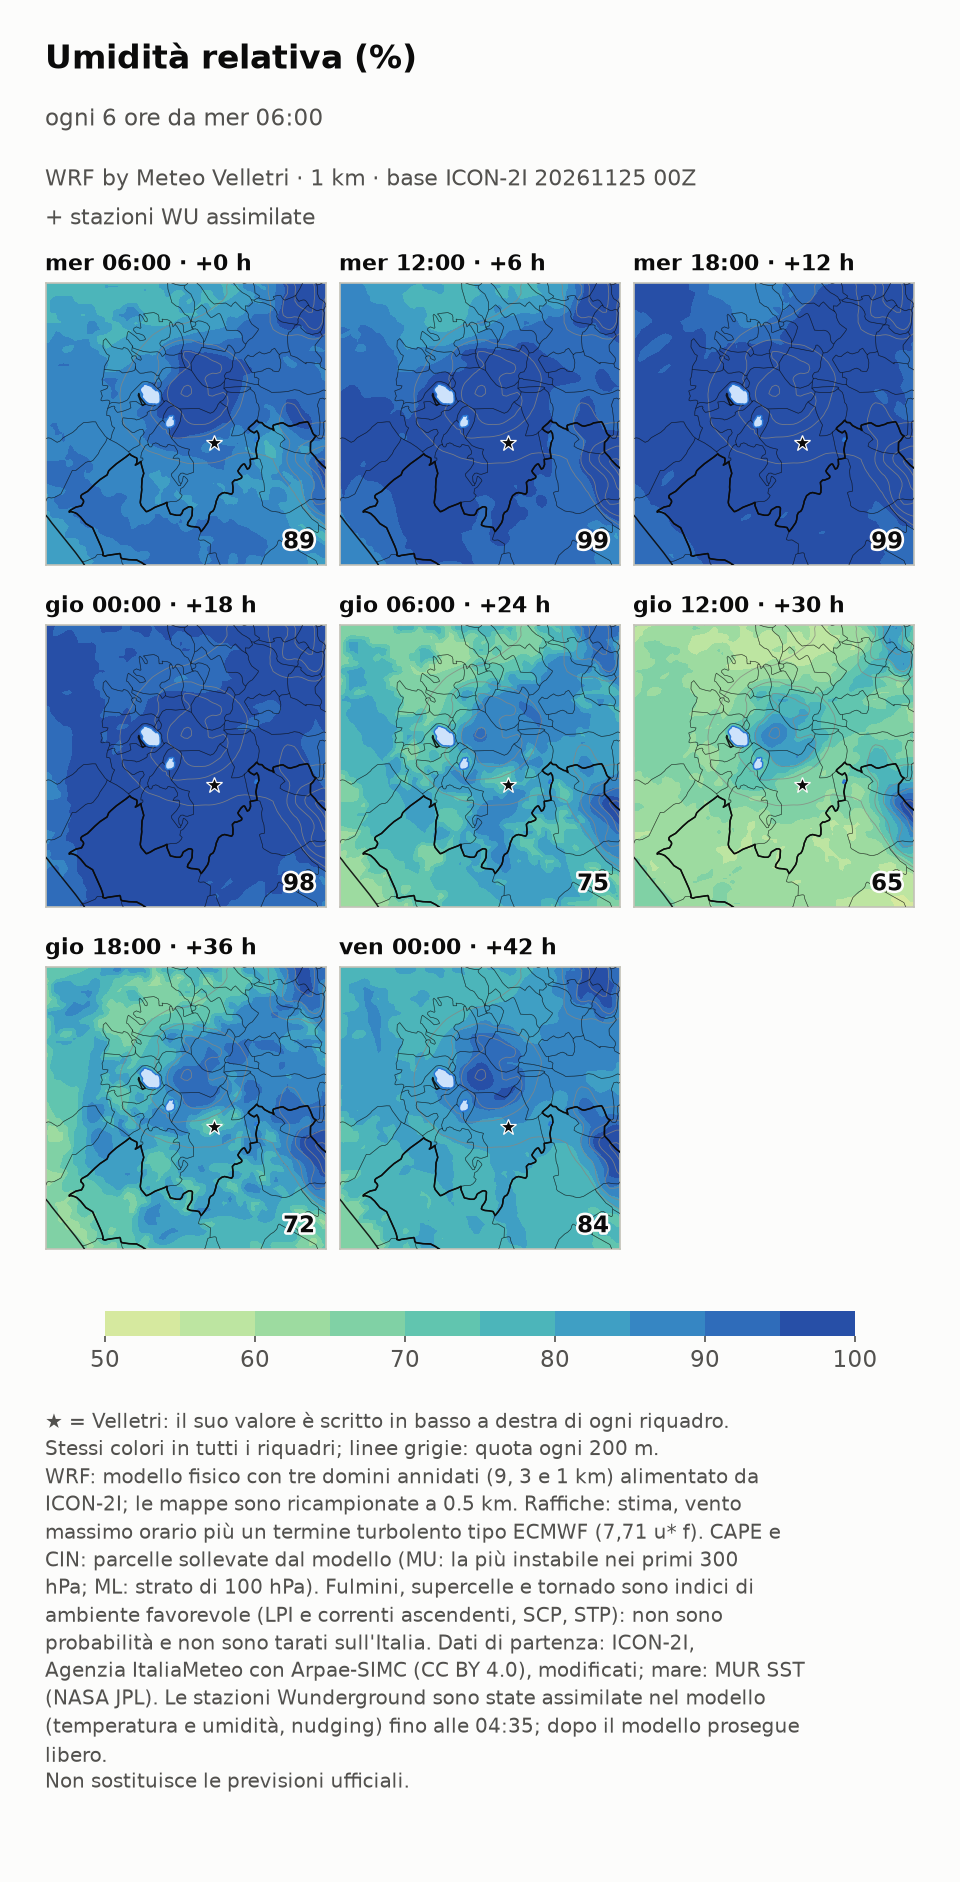 Umidità relativa (%)
ogni 6 ore da mer 06:00
WRF by Meteo Velletri · 1 km · base ICON-2I 20261125 00Z
+ stazioni WU assimilate
mer 06:00 · +0 h
mer 12:00 · +6 h
mer 18:00 · +12 h
89
99
99
gio 00:00 · +18 h
gio 06:00 · +24 h
gio 12:00 · +30 h
98
75
65
gio 18:00 · +36 h
ven 00:00 · +42 h
72
84
50
60
70
80
90
100
★ = Velletri: il suo valore è scritto in basso a destra di ogni riquadro.
Stessi colori in tutti i riquadri; linee grigie: quota ogni 200 m.
WRF: modello fisico con tre domini annidati (9, 3 e 1 km) alimentato da
ICON-2I; le mappe sono ricampionate a 0.5 km. Raffiche: stima, vento
massimo orario più un termine turbolento tipo ECMWF (7,71 u* f). CAPE e
CIN: parcelle sollevate dal modello (MU: la più instabile nei primi 300
hPa; ML: strato di 100 hPa). Fulmini, supercelle e tornado sono indici di
ambiente favorevole (LPI e correnti ascendenti, SCP, STP): non sono
probabilità e non sono tarati sull'Italia. Dati di partenza: ICON-2I,
Agenzia ItaliaMeteo con Arpae-SIMC (CC BY 4.0), modificati; mare: MUR SST
(NASA JPL). Le stazioni Wunderground sono state assimilate nel modello
(temperatura e umidità, nudging) fino alle 04:35; dopo il modello prosegue
libero.
Non sostituisce le previsioni ufficiali.